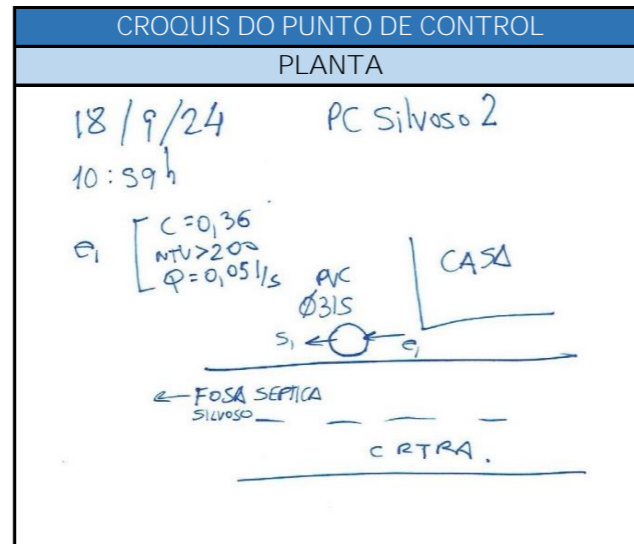 CROQUIS DO PUNTO DE CONTROL
PLANTA
18/9/24 PC Silvoso 2
10:59h
e1 C=0,36
NTU>200
Q=0,05 l/s
PVC
Ø315
CASA
S1 e1
FOSA SEPTICA
SILVOSO
CRTRA.